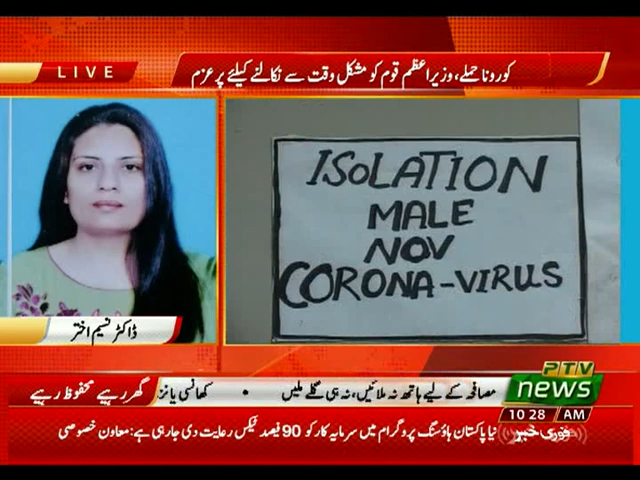 LIVE
کورونا حملے، وزیراعظم قوم کو مشکل وقت سے نکالنے کیلئے پرعزم
ISOLATION
MALE
NOV
CORONA-VIRUS
ڈاکٹر نسیم اختر
PTV
news
گھر رہیے محفوظ رہیے
مصافحہ کے لیے ہاتھ نہ ملائیں، نہ ہی گلے ملیں • کھانسی یا نز
10:28 AM
فوری خبر
نیا پاکستان ہاؤسنگ پروگرام میں سرمایہ کار کو 90 فیصد ٹیکس رعایت دی جا رہی ہے: معاون خصوصی